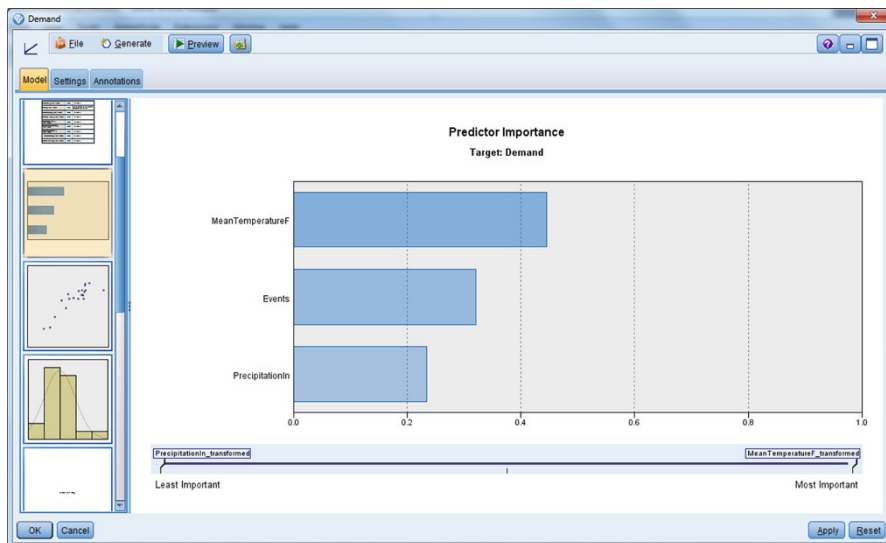 Demand
File Generate Preview
Model Settings Annotations
Predictor Importance
Target: Demand
MeanTemperatureF
Events
PrecipitationIn
0.0 0.2 0.4 0.6 0.8 1.0
PrecipitationIn_transformed MeanTemperatureF_transformed
Least Important Most Important
OK Cancel Apply Reset